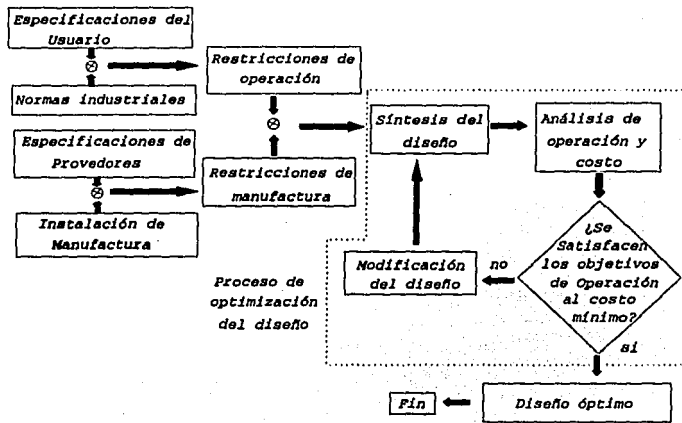 Especificaciones del
Usuario
Normas industriales
Restricciones de
operación
Especificaciones de
Provedores
Instalación de
Manufactura
Restricciones de
manufactura
Síntesis del
diseño
Análisis de
operación y
costo
¿Se
Satisfacen
los objetivos
de Operación
al costo
mínimo?
no
Modificación
del diseño
Proceso de
optimización
del diseño
si
Diseño óptimo
Fin